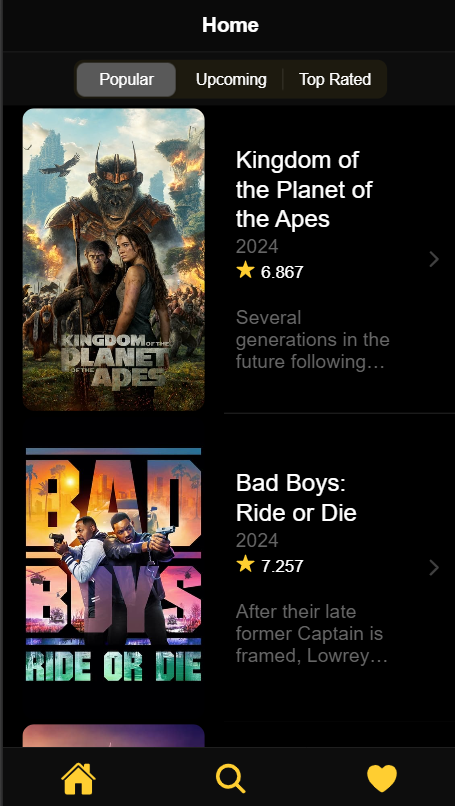 Home
Popular Upcoming Top Rated
Kingdom of
the Planet of
the Apes
2024
6.867
Several
generations in the
future following…
KINGDOM OF THE
PLANET
OF THE APES
Bad Boys:
Ride or Die
2024
7.257
After their late
former Captain is
framed, Lowrey…
BAD
BOYS
RIDE OR DIE